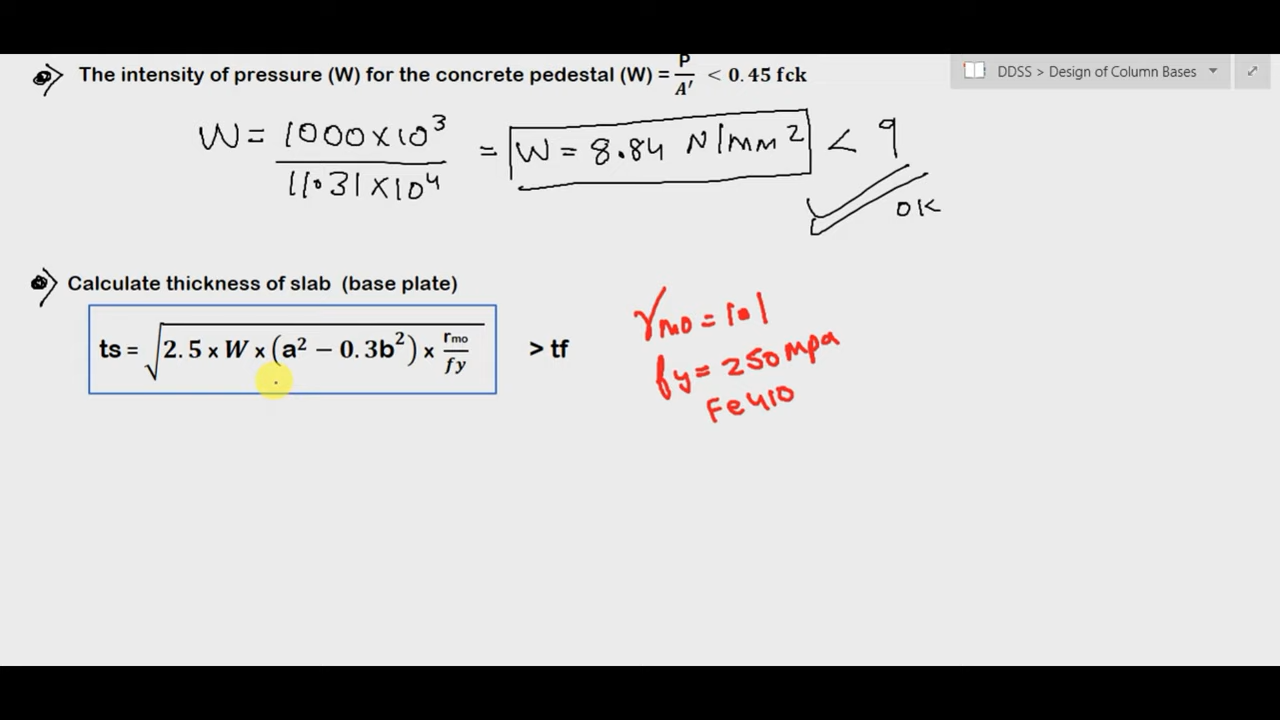 The intensity of pressure (W) for the concrete pedestal (W) = P/A' < 0.45 fck
DDSS > Design of Column Bases
W = 1000×10³ / 11.31×10⁴ = W = 8.84 N/mm² < 9
OK
Calculate thickness of slab (base plate)
ts = √2.5 x W x (a² − 0.3b²) x rmo/fy > tf
γmo = 1.1
fy = 250 mpa
Fe410